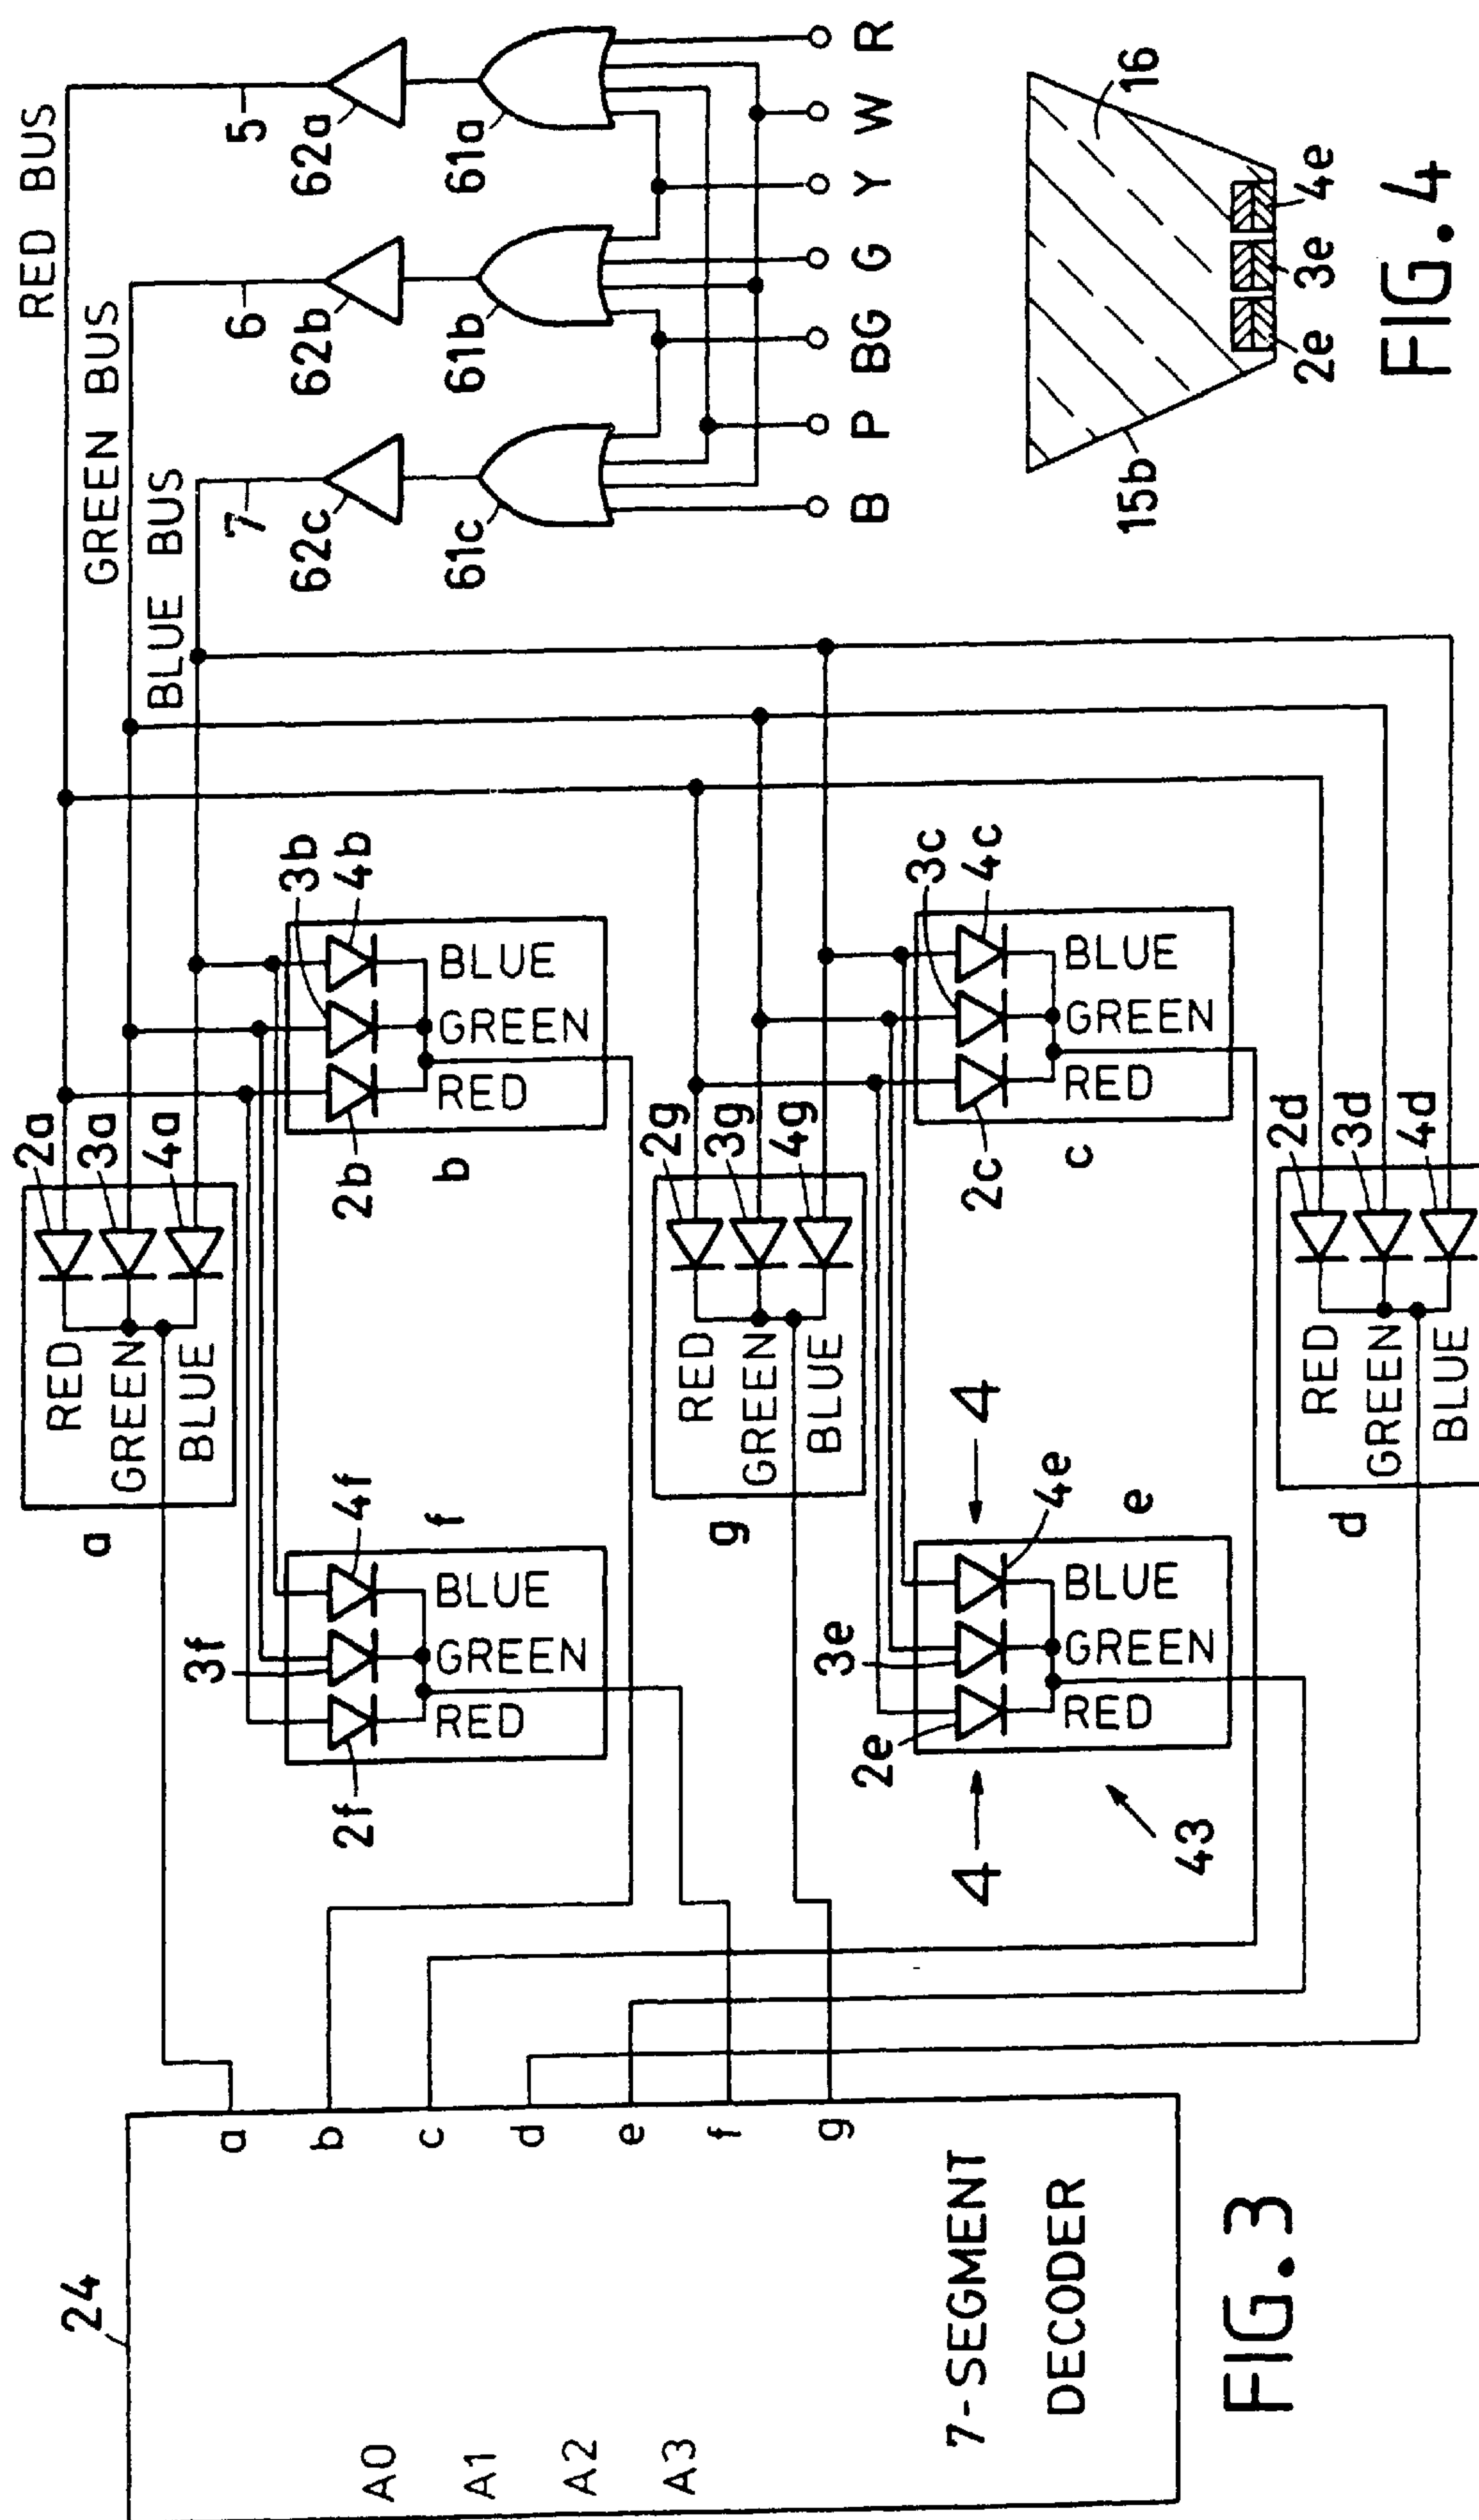 24
A0
A1
A2
A3
7-SEGMENT
DECODER
a
b
c
d
e
f
g
FIG. 3
a
RED
GREEN
BLUE
2a
3a
4a
3f
2f
4f
f
BLUE
GREEN
RED
2b
3b
4b
b
BLUE
GREEN
RED
g
RED
GREEN
BLUE
2g
3g
4g
4
4
2e
3e
4e
e
BLUE
GREEN
RED
43
2c
3c
4c
c
BLUE
GREEN
RED
d
RED
GREEN
BLUE
2d
3d
4d
RED BUS
GREEN BUS
BLUE BUS
5
6
7
62a
62b
62c
61a
61b
61c
B
P
BG
G
Y
W
R
15b
16
2e
3e
4e
FIG. 4